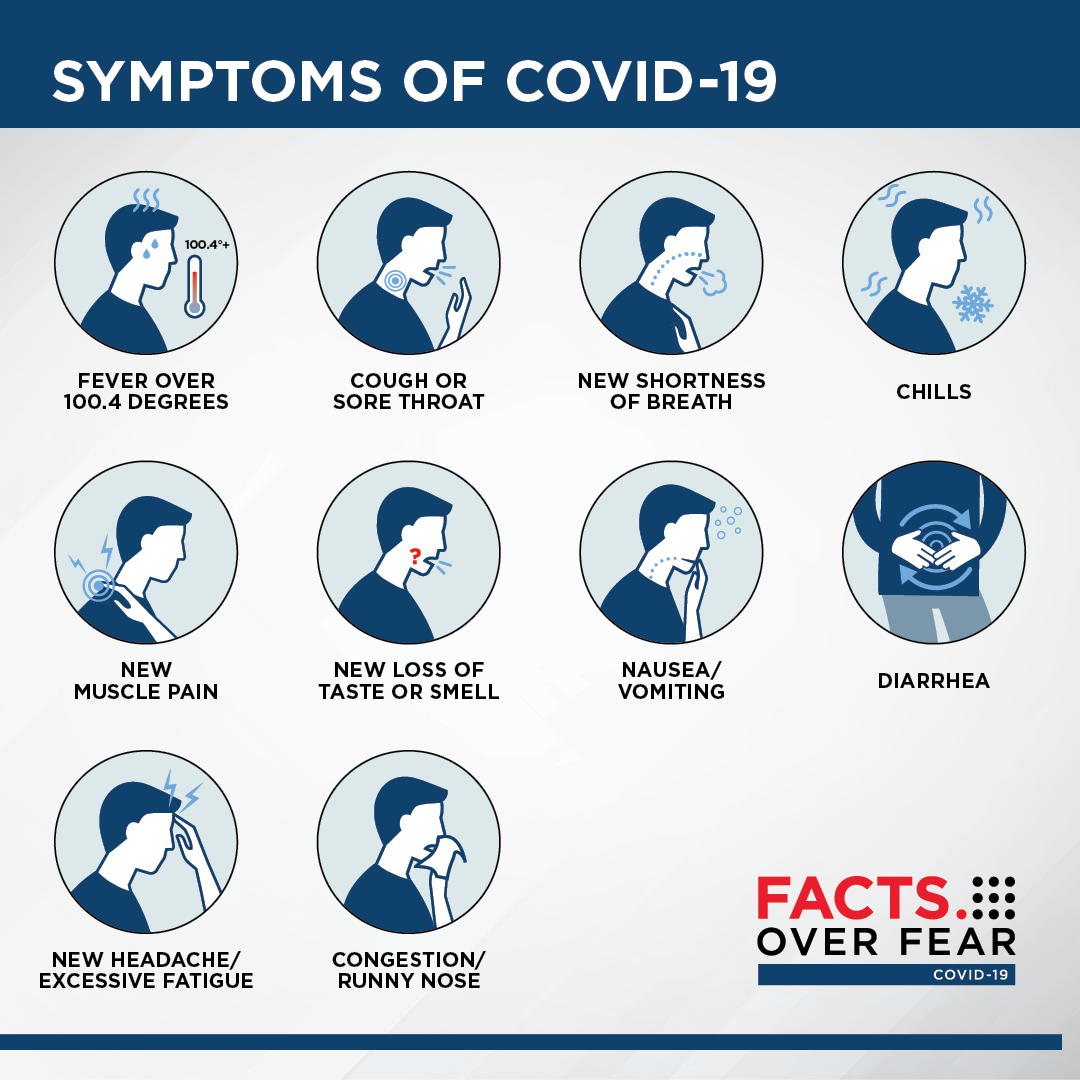 SYMPTOMS OF COVID-19
100.4°+
FEVER OVER
100.4 DEGREES
COUGH OR
SORE THROAT
NEW SHORTNESS
OF BREATH
CHILLS
NEW
MUSCLE PAIN
?
NEW LOSS OF
TASTE OR SMELL
NAUSEA/
VOMITING
DIARRHEA
NEW HEADACHE/
EXCESSIVE FATIGUE
CONGESTION/
RUNNY NOSE
FACTS.
OVER FEAR
COVID-19